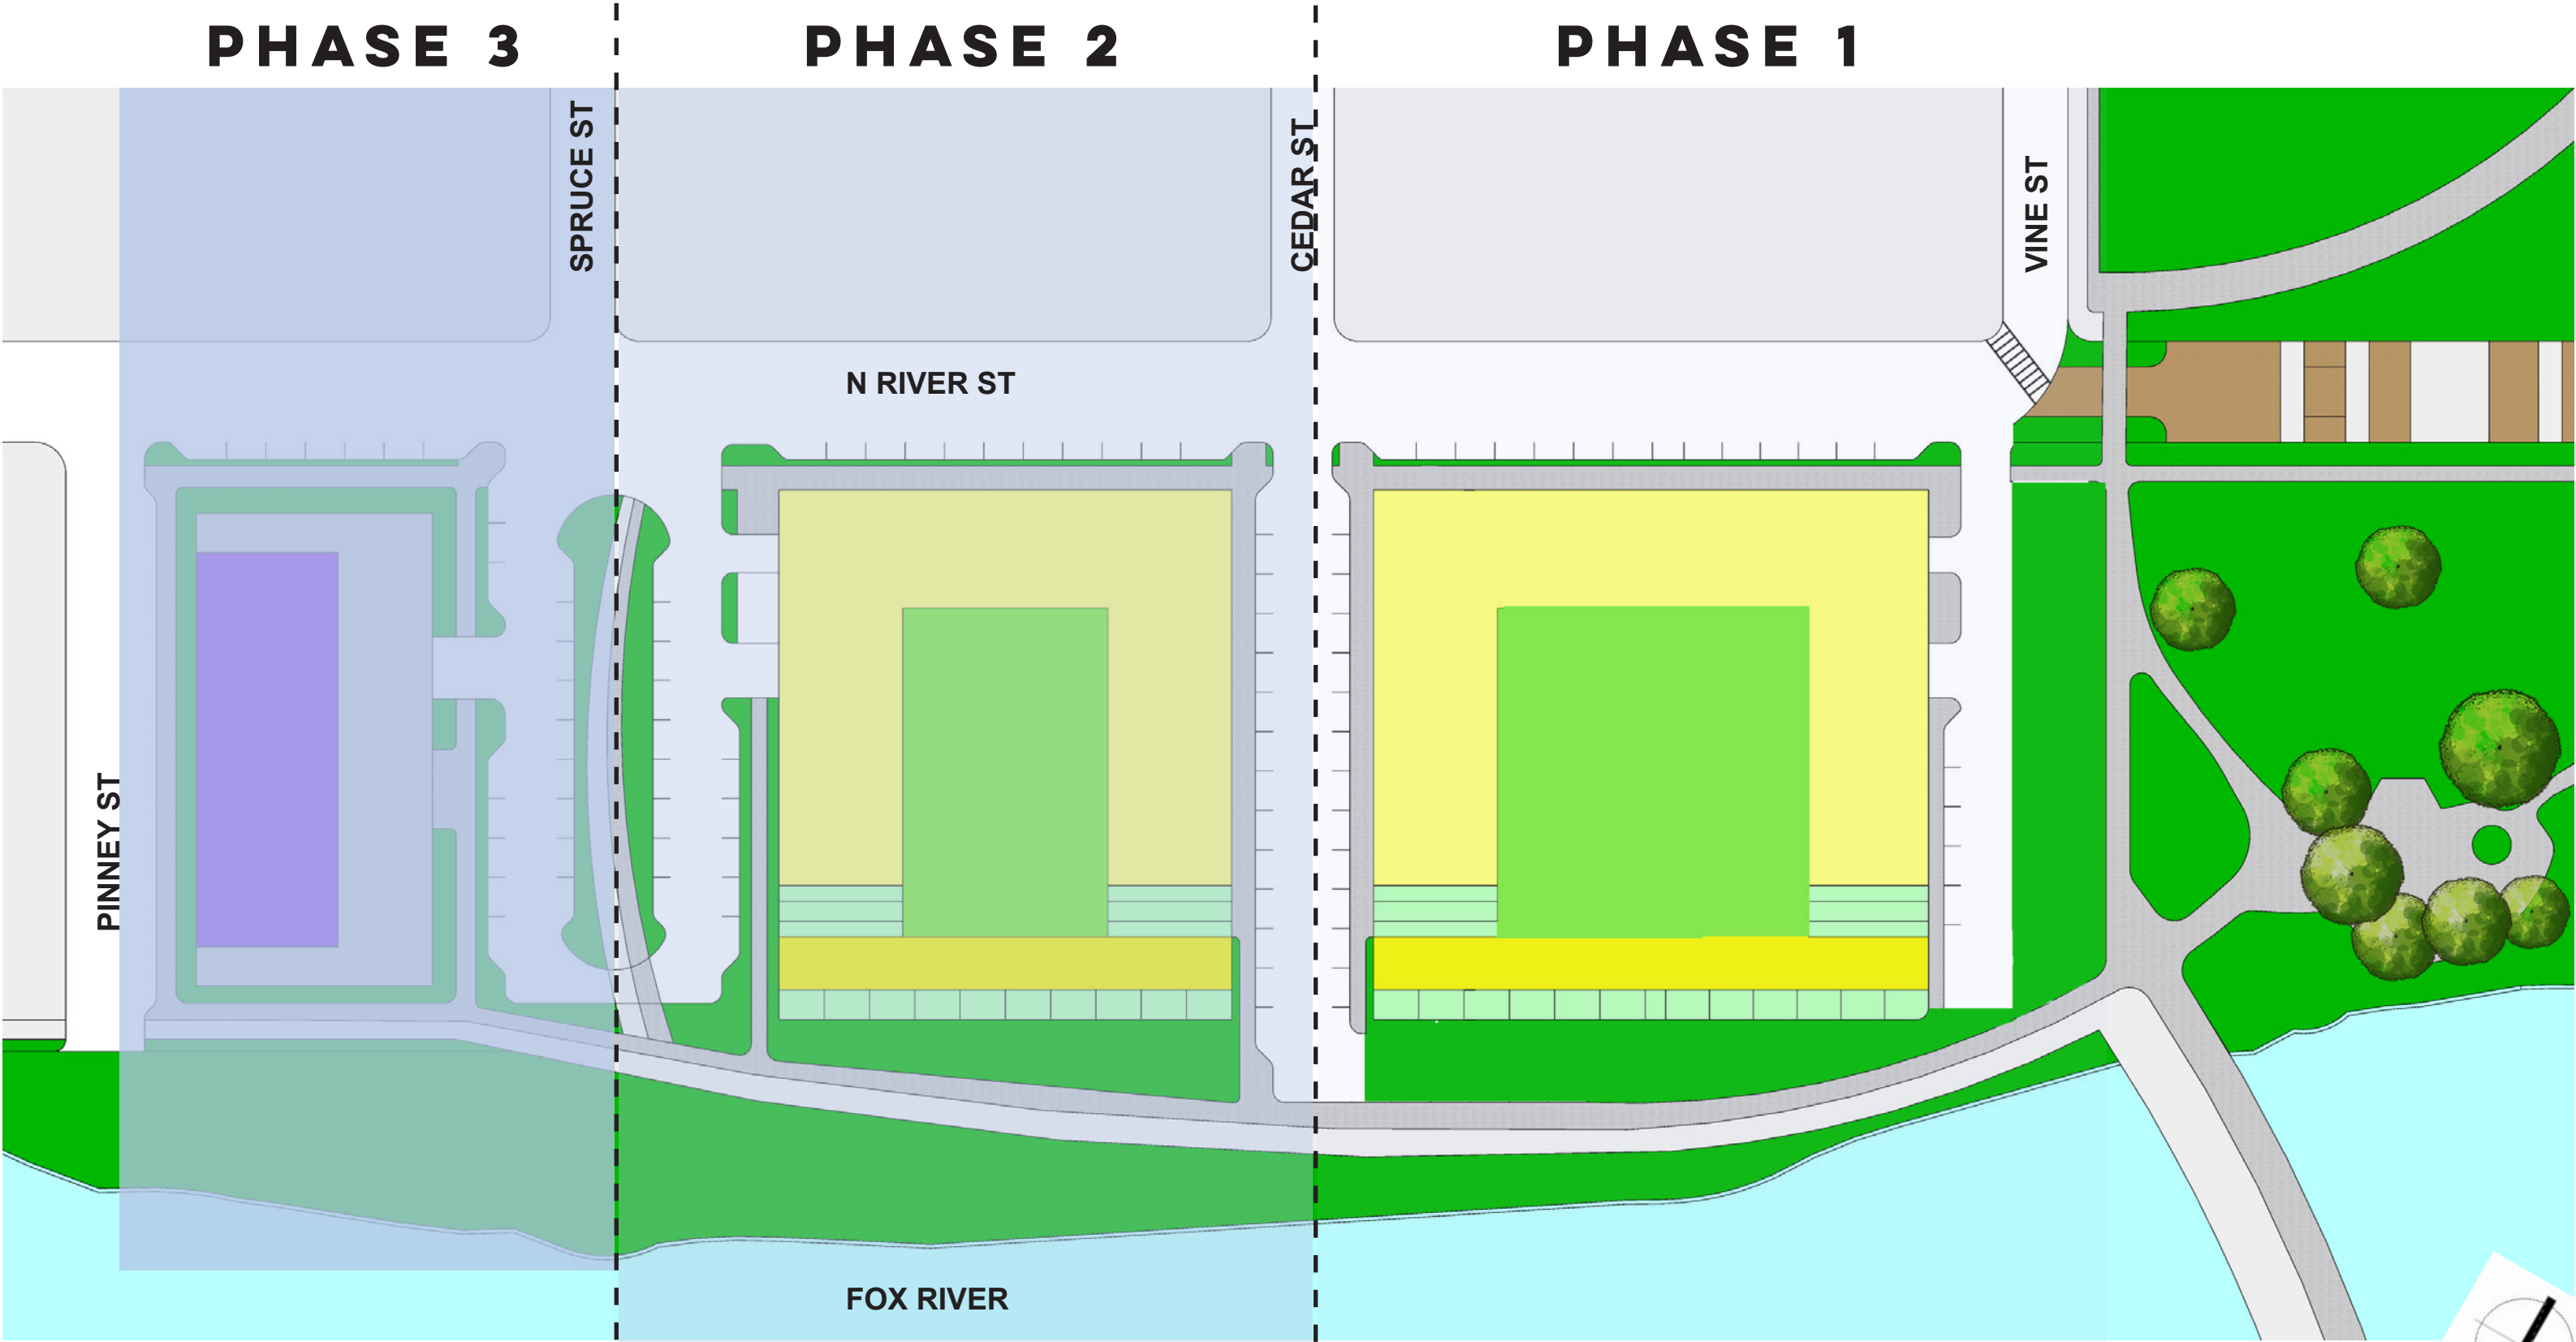 PHASE 3
PHASE 2
PHASE 1
SPRUCE ST
CEDAR ST
VINE ST
N RIVER ST
PINNEY ST
FOX RIVER